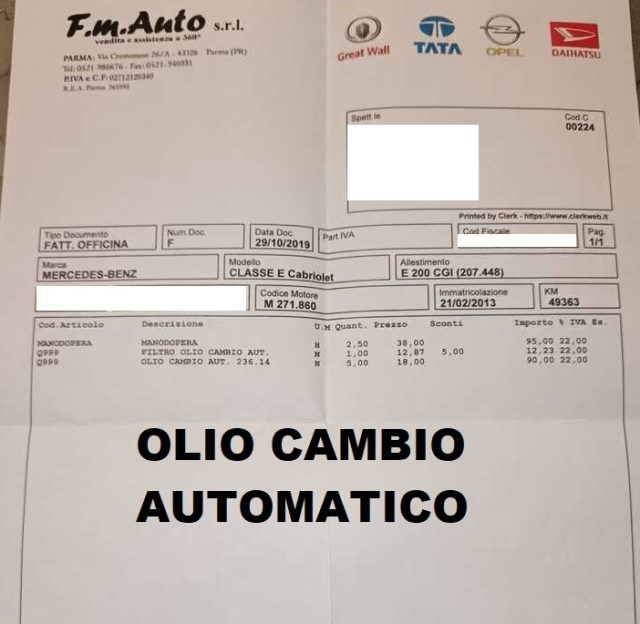 F.m.Auto s.r.l.
vendita e assistenza a 360°
PARMA: Via Cremonese 76/A - 43126 Parma (PR)
Tel: 0521-986676 - Fax: 0521-940331
P.IVA e C.F: 02712120340
R.E.A. Parma 261091
Great Wall
TATA
OPEL
DAIHATSU
Spett.le
Cod.C
00224
Printed by Clerk - https://www.clerkweb.it
Tipo Documento
FATT. OFFICINA
Num.Doc.
F
Data Doc.
29/10/2019
Part IVA
Cod Fiscale
Pag.
1/1
Marca
MERCEDES-BENZ
Modello
CLASSE E Cabriolet
Allestimento
E 200 CGI (207.448)
Codice Motore
M 271.860
Immatricolazione
21/02/2013
KM
49363
Cod.Articolo Descrizione U.M Quant. Prezzo Sconti Importo % IVA Es.
MANODOPERA MANODOPERA H 2,50 38,00 95,00 22,00
Q999 FILTRO OLIO CAMBIO AUT. N 1,00 12,87 5,00 12,23 22,00
Q999 OLIO CAMBIO AUT. 236.14 N 5,00 18,00 90,00 22,00
OLIO CAMBIO
AUTOMATICO